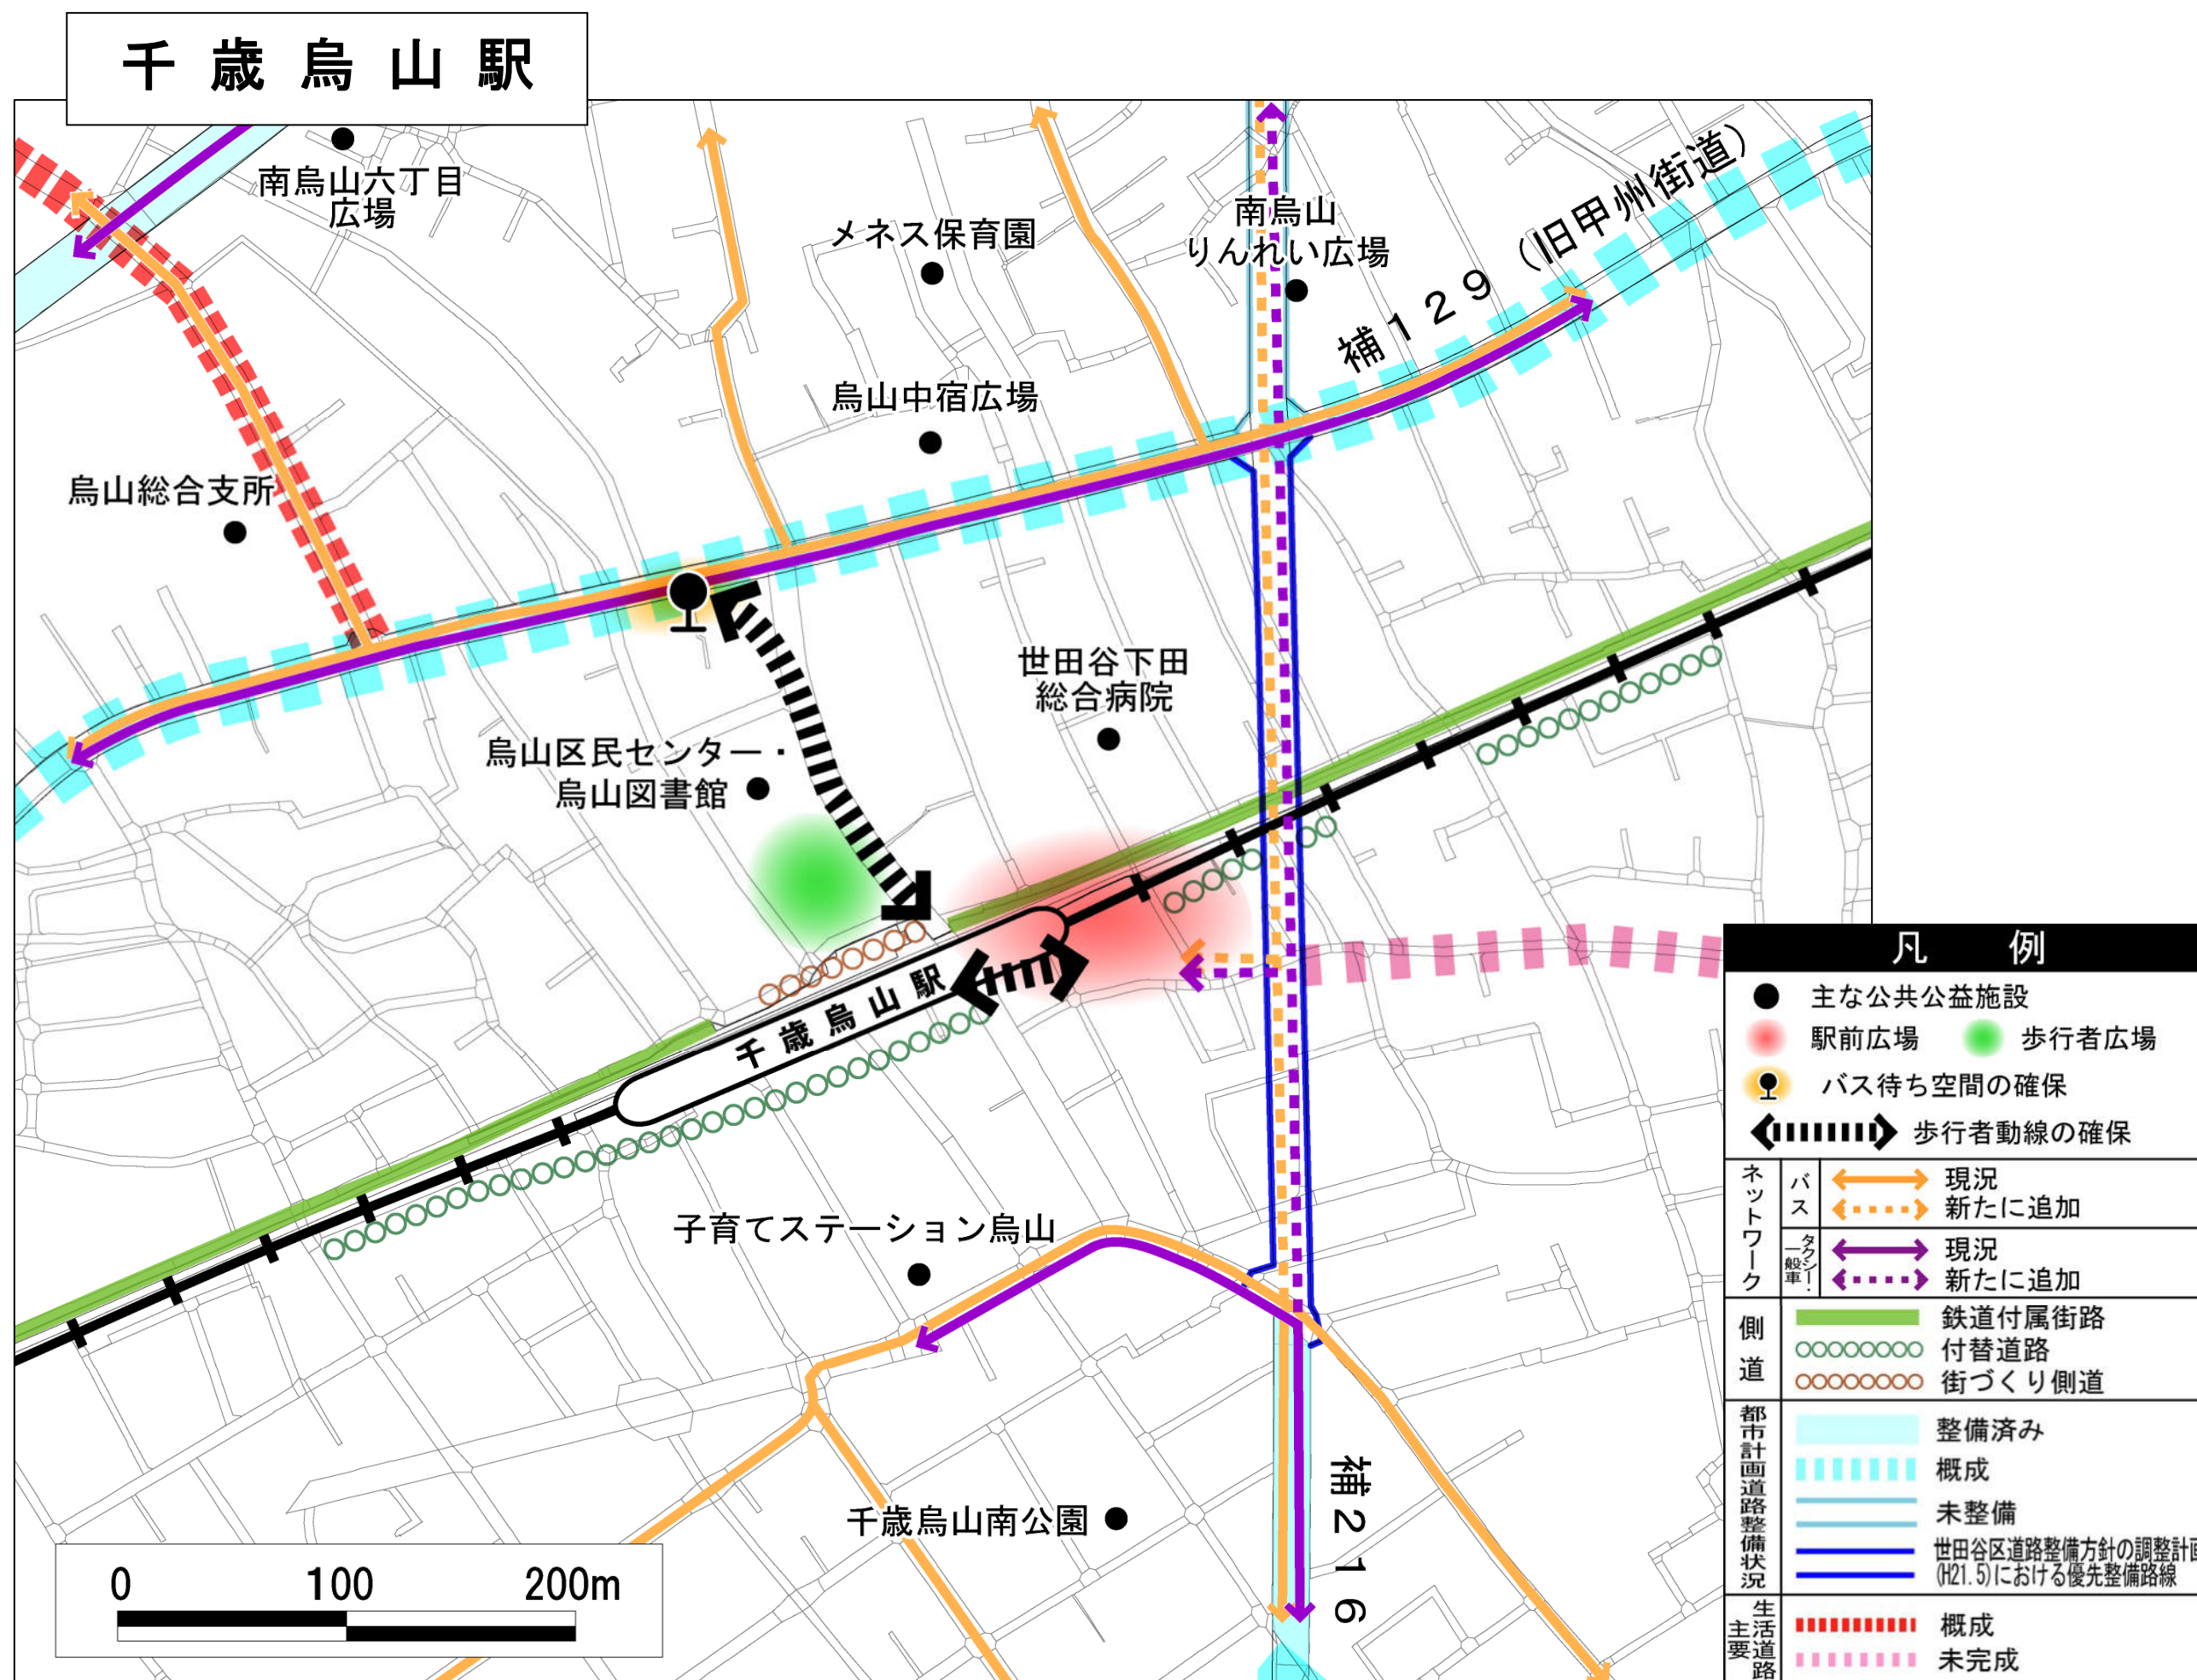 千歳烏山駅
南烏山六丁目
広場
メネス保育園
南烏山
りんれい広場
補129(旧甲州街道)
烏山中宿広場
烏山総合支所
世田谷下田
総合病院
烏山区民センター・
烏山図書館
千歳烏山駅
子育てステーション烏山
千歳烏山南公園
補216
0 100 200m
凡例
主な公共公益施設
駅前広場 歩行者広場
バス待ち空間の確保
歩行者動線の確保
ネットワーク
バス
現況
新たに追加
タクシー・
一般車
現況
新たに追加
側道
鉄道付属街路
付替道路
街づくり側道
都市計画道路整備状況
整備済み
概成
未整備
世田谷区道路整備方針の調整計画
(H21.5)における優先整備路線
主要
生活道路
概成
未完成